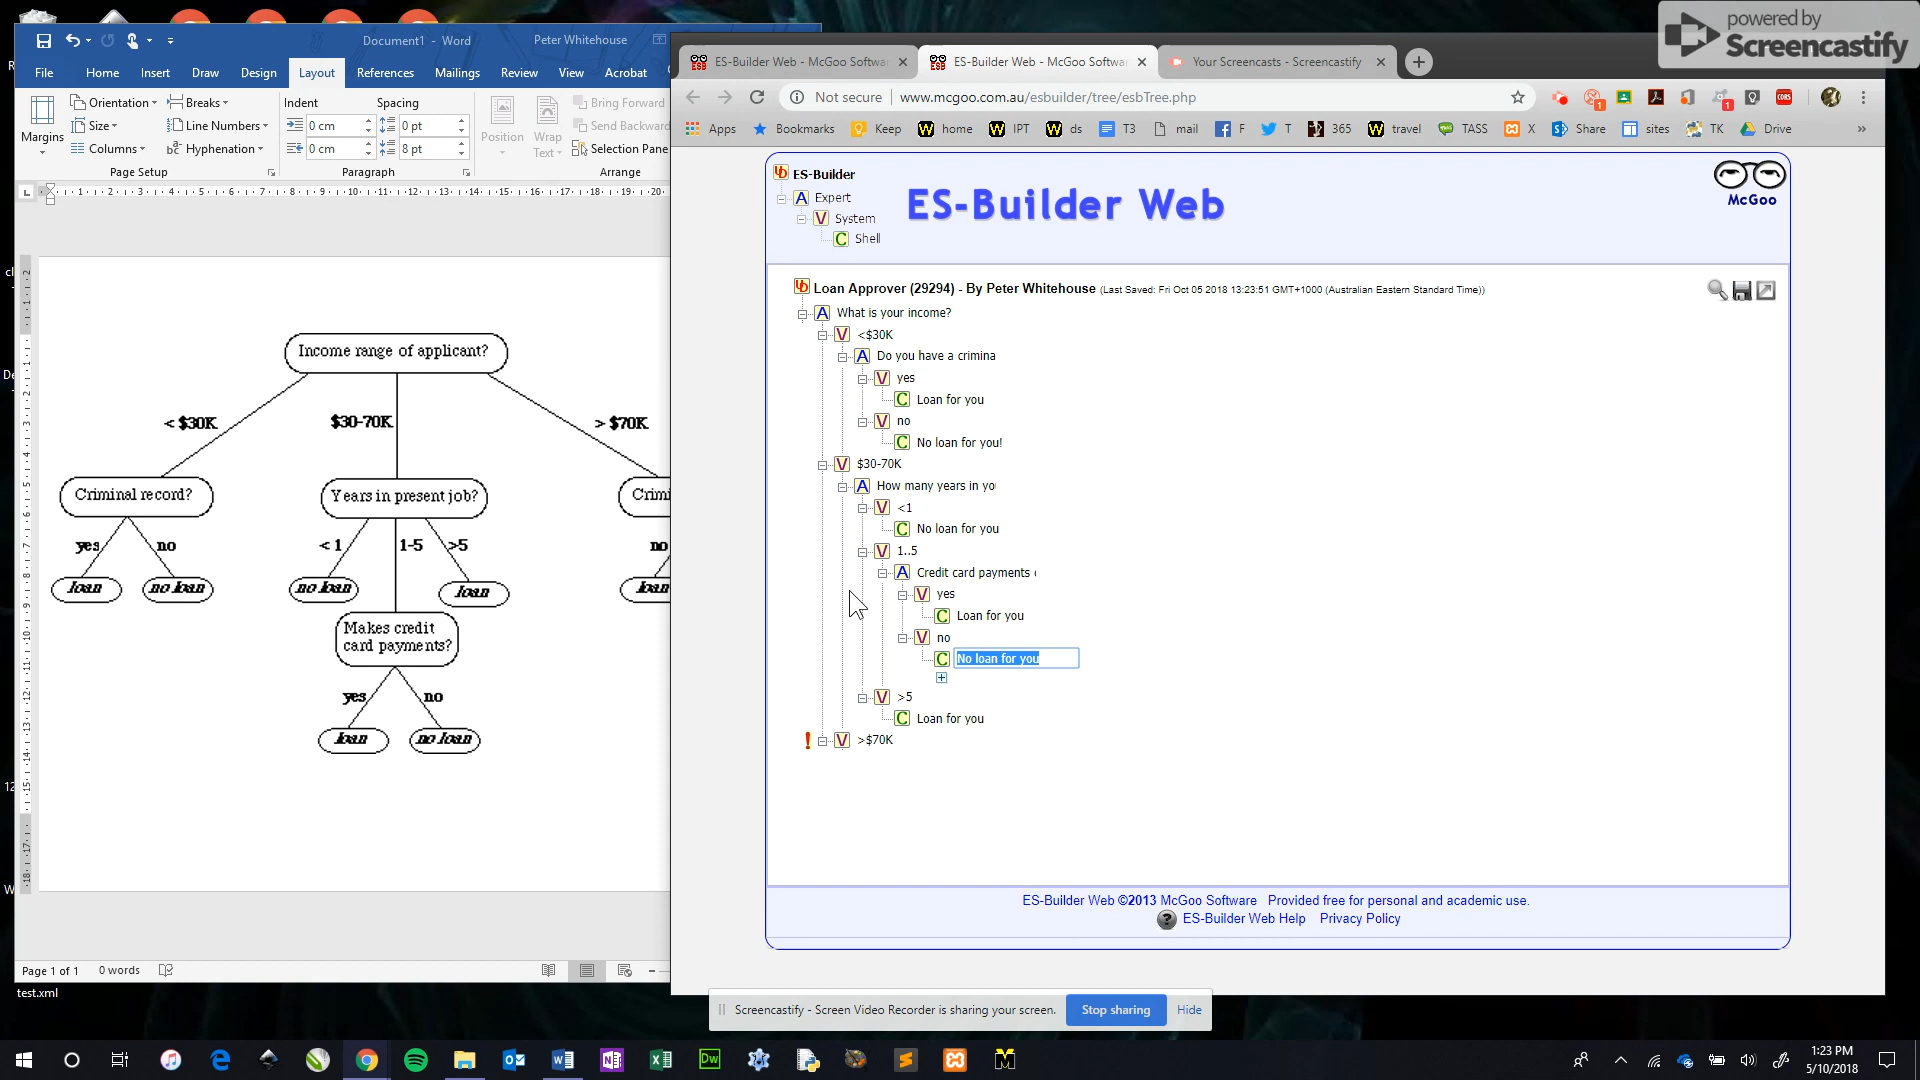 Document1 - Word
Peter Whitehouse
File
Home
Insert
Draw
Design
Layout
References
Mailings
Review
View
Acrobat
Margins
Orientation
Size
Columns
Breaks
Line Numbers
Hyphenation
Page Setup
Indent
Spacing
0 cm
0 pt
0 cm
8 pt
Paragraph
Position
Wrap
Text
Bring Forward
Send Backward
Selection Pane
Arrange
Income range of applicant?
< $30K
$30-70K
> $70K
Criminal record?
Years in present job?
Crimi
yes
no
< 1
1-5
>5
no
loan
no loan
no loan
loan
loan
Makes credit
card payments?
yes
no
loan
no loan
Page 1 of 1
0 words
test.xml
powered by
Screencastify
ES-Builder Web - McGoo Softwa
ES-Builder Web - McGoo Softwa
Your Screencasts - Screencastify
Not secure
www.mcgoo.com.au/esbuilder/tree/esbTree.php
Apps
Bookmarks
Keep
home
IPT
ds
T3
mail
F
T
365
travel
TASS
X
Share
sites
TK
Drive
ES-Builder
A Expert
V System
C Shell
ES-Builder Web
McGoo
Loan Approver (29294) - By Peter Whitehouse (Last Saved: Fri Oct 05 2018 13:23:51 GMT+1000 (Australian Eastern Standard Time))
A What is your income?
V <$30K
A Do you have a crimina
V yes
C Loan for you
V no
C No loan for you!
V $30-70K
A How many years in yo
V <1
C No loan for you
V 1..5
A Credit card payments
V yes
C Loan for you
V no
C No loan for you
V >5
C Loan for you
! V >$70K
ES-Builder Web ©2013 McGoo Software Provided free for personal and academic use.
ES-Builder Web Help Privacy Policy
Screencastify - Screen Video Recorder is sharing your screen.
Stop sharing
Hide
1:23 PM
5/10/2018